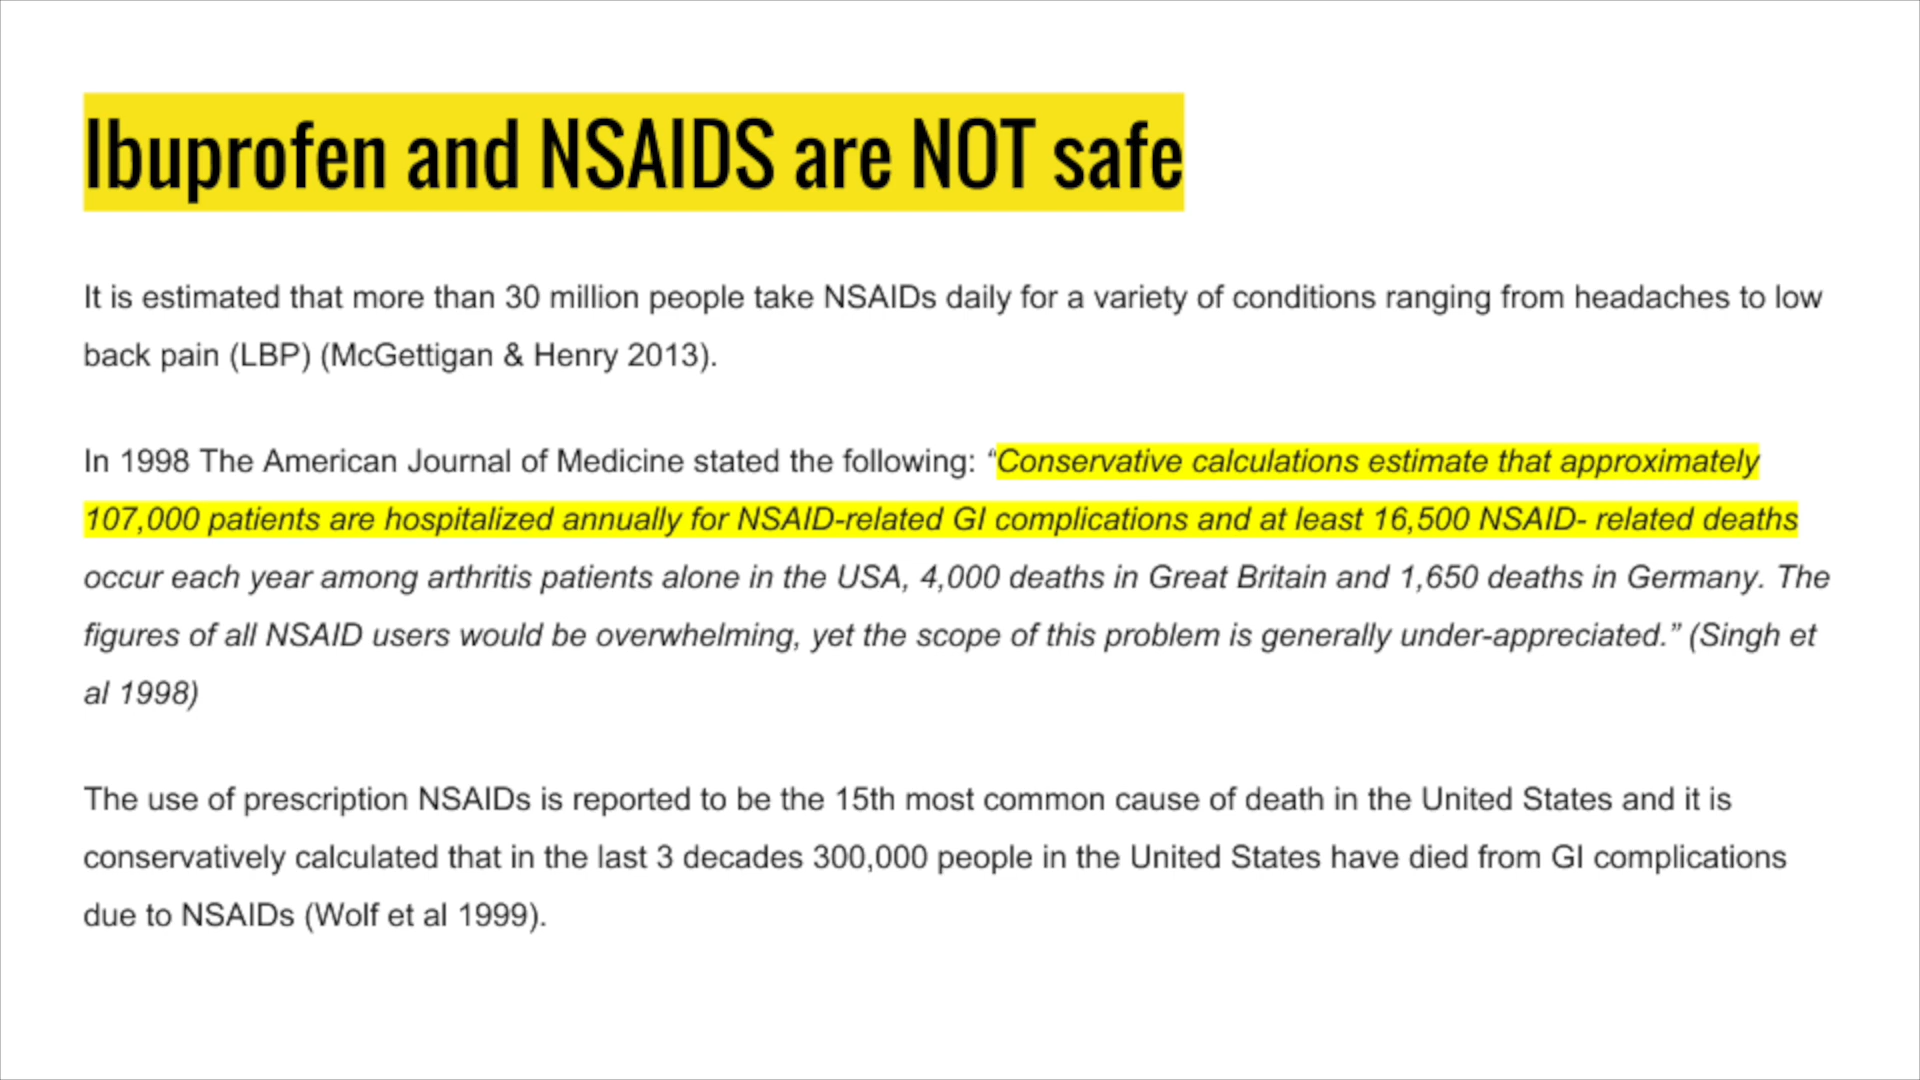 Ibuprofen and NSAIDS are NOT safe
It is estimated that more than 30 million people take NSAIDs daily for a variety of conditions ranging from headaches to low
back pain (LBP) (McGettigan & Henry 2013).
In 1998 The American Journal of Medicine stated the following: “Conservative calculations estimate that approximately
107,000 patients are hospitalized annually for NSAID-related GI complications and at least 16,500 NSAID- related deaths
occur each year among arthritis patients alone in the USA, 4,000 deaths in Great Britain and 1,650 deaths in Germany. The
figures of all NSAID users would be overwhelming, yet the scope of this problem is generally under-appreciated.” (Singh et
al 1998)
The use of prescription NSAIDs is reported to be the 15th most common cause of death in the United States and it is
conservatively calculated that in the last 3 decades 300,000 people in the United States have died from GI complications
due to NSAIDs (Wolf et al 1999).